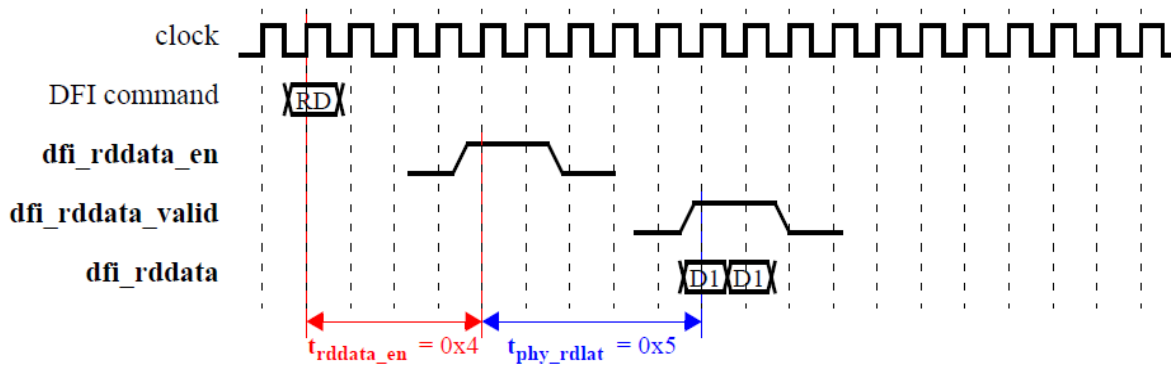 clock
DFI command
RD
dfi_rddata_en
dfi_rddata_valid
dfi_rddata
D1 D1
trddata_en = 0x4 tphy_rdlat = 0x5